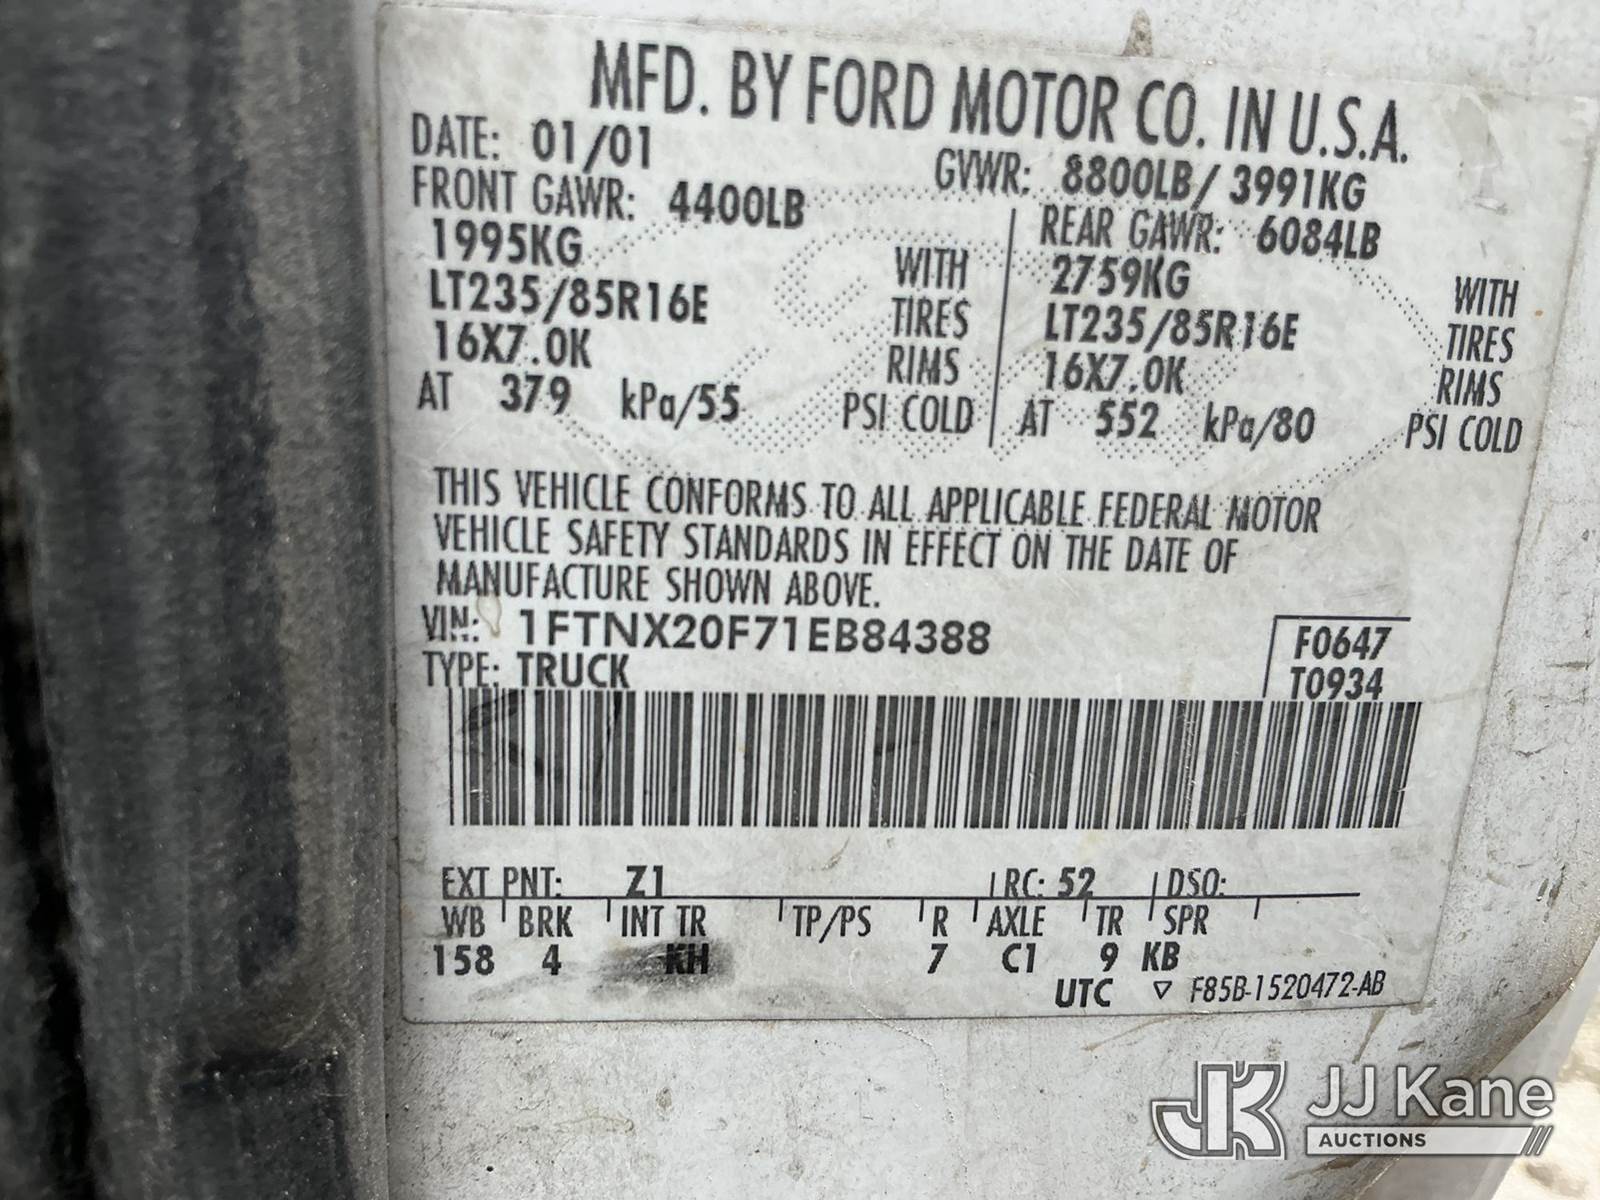 MFD. BY FORD MOTOR CO. IN U.S.A.
DATE: 01/01 GVWR: 8800LB/ 3991KG
FRONT GAWR: 4400LB REAR GAWR: 6084LB
1995KG WITH 2759KG WITH
LT235/85R16E TIRES LT235/85R16E TIRES
16X7.0K RIMS 16X7.0K RIMS
AT 379 kPa/55 PSI COLD AT 552 kPa/80 PSI COLD
THIS VEHICLE CONFORMS TO ALL APPLICABLE FEDERAL MOTOR
VEHICLE SAFETY STANDARDS IN EFFECT ON THE DATE OF
MANUFACTURE SHOWN ABOVE.
VIN: 1FTNX20F71EB84388 F0647
TYPE: TRUCK T0934
EXT PNT: Z1 RC: 52 DSO:
WB BRK INT TR TP/PS R AXLE TR SPR
158 4 KH 7 C1 9 KB
UTC ▽ F85B-1520472-AB
JK JJ Kane
AUCTIONS